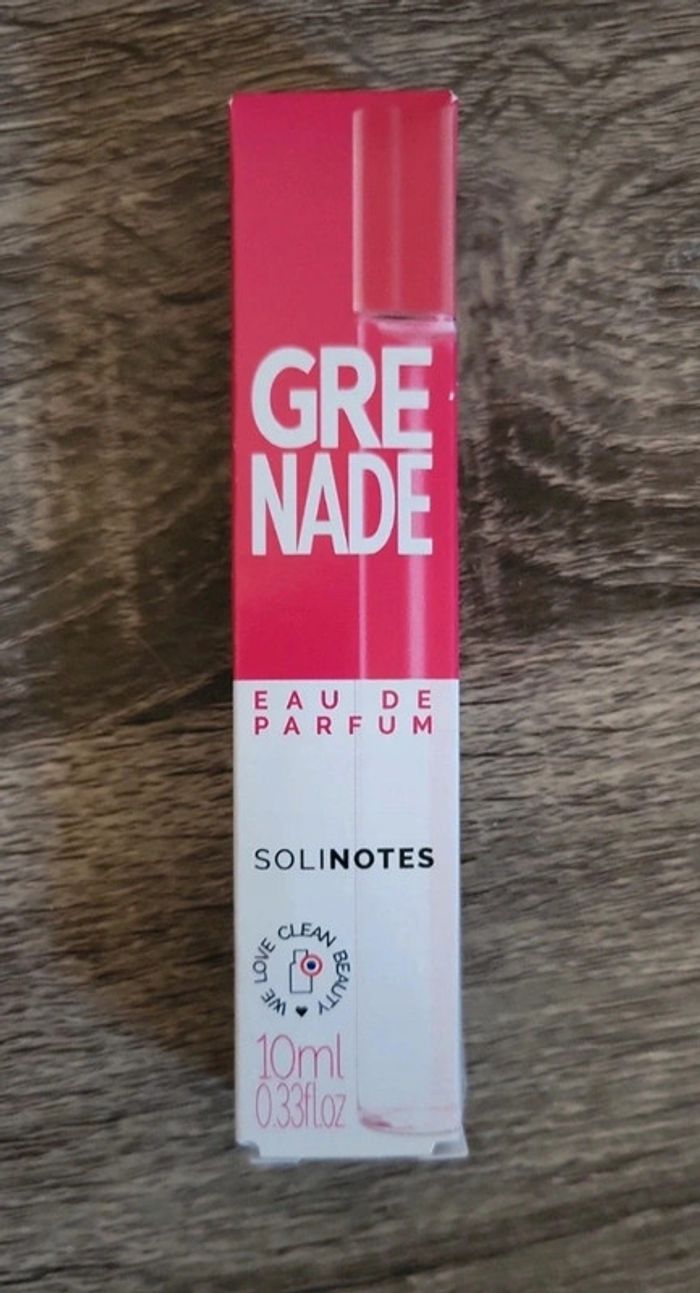 GRE
NADE
EAU DE
PARFUM
SOLINOTES
WE LOVE CLEAN BEAUTY
10ml
0.33fl.oz